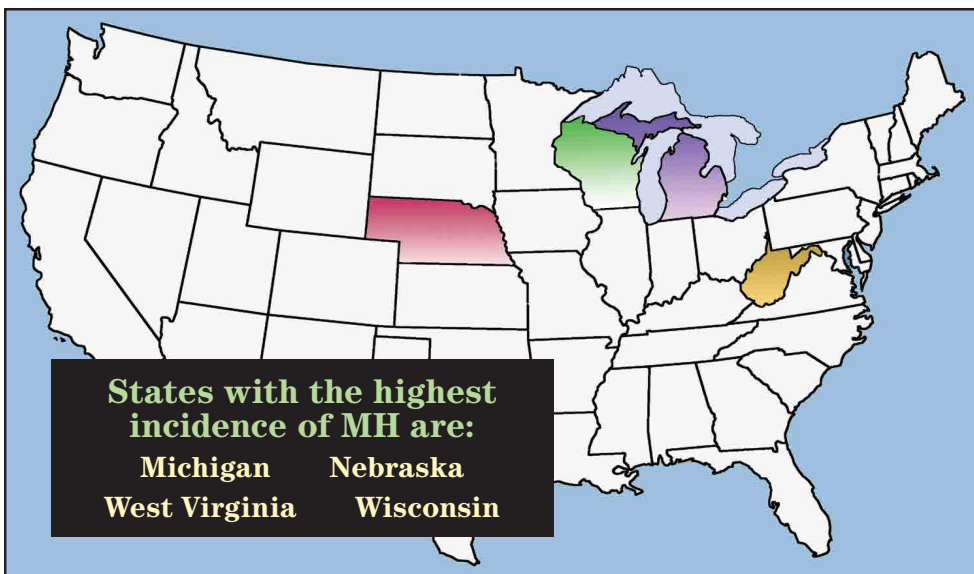 States with the highest
incidence of MH are:
Michigan Nebraska
West Virginia Wisconsin